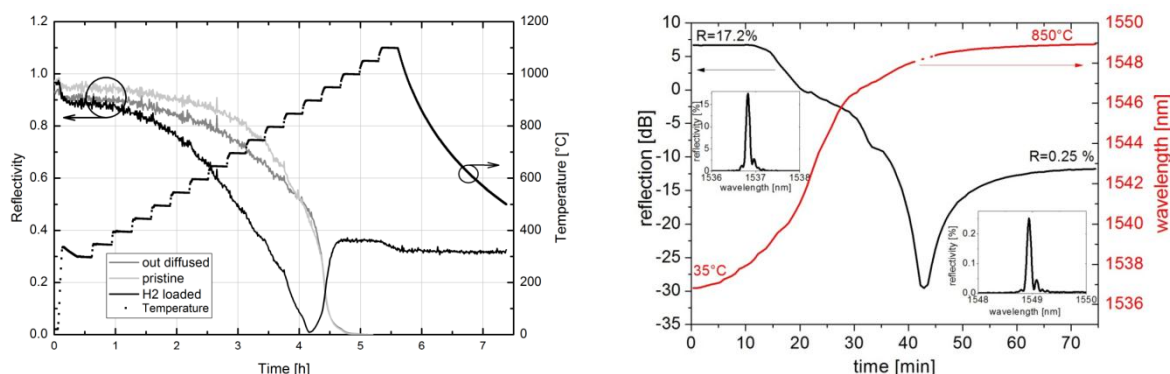 1.2
1.0
0.8
0.6
0.4
0.2
0.0
Reflectivity
0 1 2 3 4 5 6 7
Time [h]
1200
1000
800
600
400
200
0
Temperature [°C]
out diffused
pristine
H2 loaded
Temperature
10
5
0
-5
-10
-15
-20
-25
-30
-35
reflection [dB]
0 10 20 30 40 50 60 70
time [min]
1550
1548
1546
1544
1542
1540
1538
1536
wavelength [nm]
R=17.2%
850°C
R=0.25 %
35°C
15
10
5
0
reflectivity [%]
1536 1537 1538
wavelength [nm]
0.2
0.1
0.0
reflectivity [%]
1548 1549 1550
wavelength [nm]